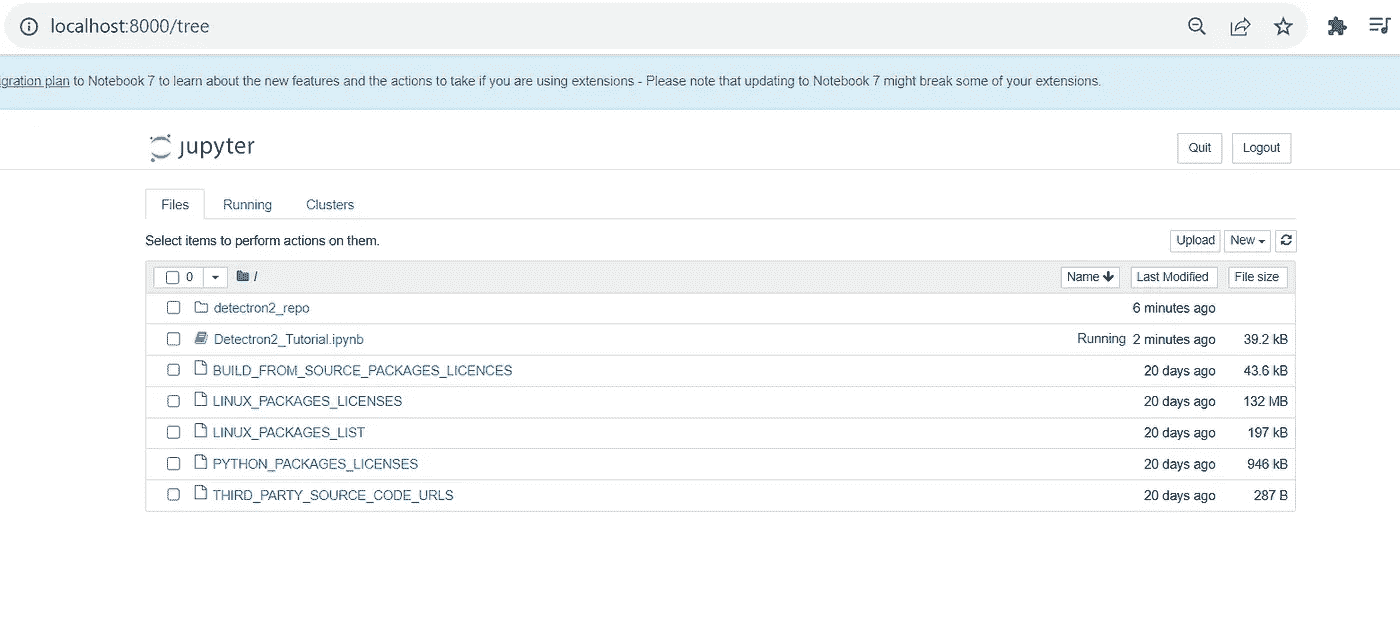 localhost:8000/tree
igration plan to Notebook 7 to learn about the new features and the actions to take if you are using extensions - Please note that updating to Notebook 7 might break some of your extensions.
jupyter
Quit Logout
Files Running Clusters
Select items to perform actions on them.
Upload New
0 / Name Last Modified File size
detectron2_repo 6 minutes ago
Detectron2_Tutorial.ipynb Running 2 minutes ago 39.2 kB
BUILD_FROM_SOURCE_PACKAGES_LICENCES 20 days ago 43.6 kB
LINUX_PACKAGES_LICENSES 20 days ago 132 MB
LINUX_PACKAGES_LIST 20 days ago 197 kB
PYTHON_PACKAGES_LICENSES 20 days ago 946 kB
THIRD_PARTY_SOURCE_CODE_URLS 20 days ago 287 B